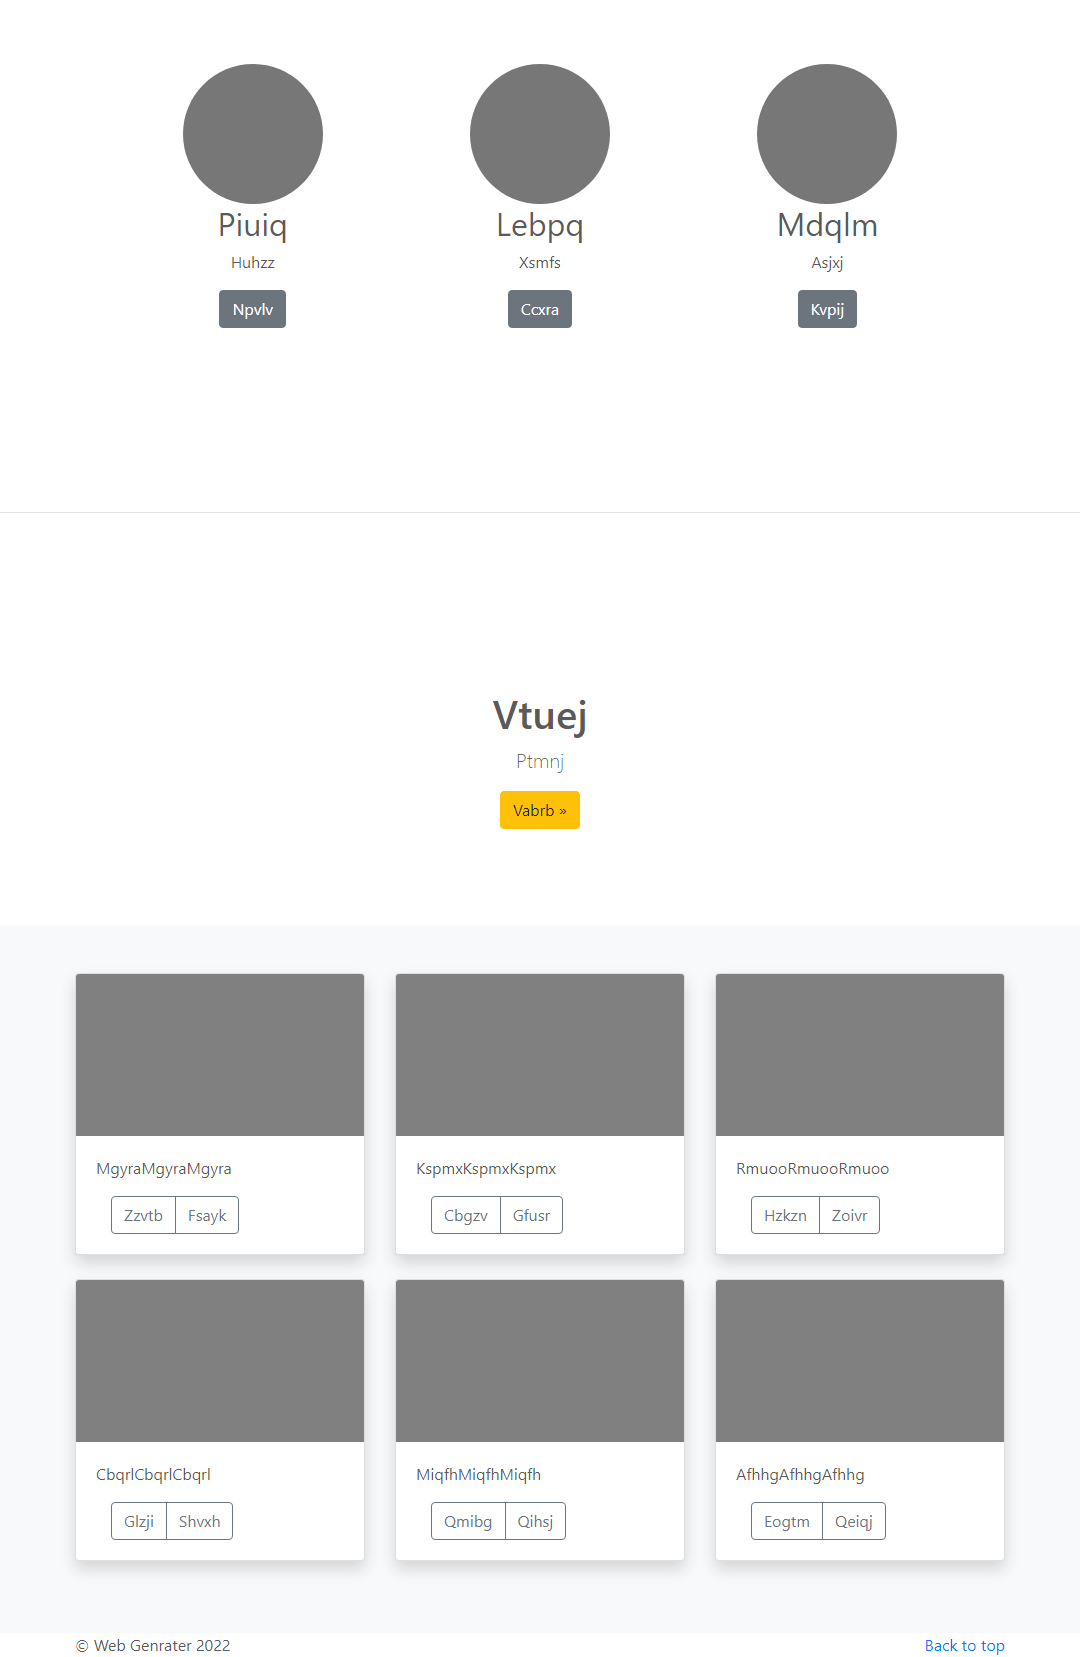 Piuiq Lebpq Mdqlm
Huhzz Xsmfs Asjxj
Npvlv Ccxra Kvpij
Vtuej
Ptmnj
Vabrb »
MgyraMgyraMgyra KspmxKspmxKspmx RmuooRmuooRmuoo
Zzvtb Fsayk Cbgzv Gfusr Hzkzn Zoivr
CbqrlCbqrlCbqrl MiqfhMiqfhMiqfh AfhhgAfhhgAfhhg
Glzji Shvxh Qmibg Qihsj Eogtm Qeiqj
© Web Genrater 2022 Back to top